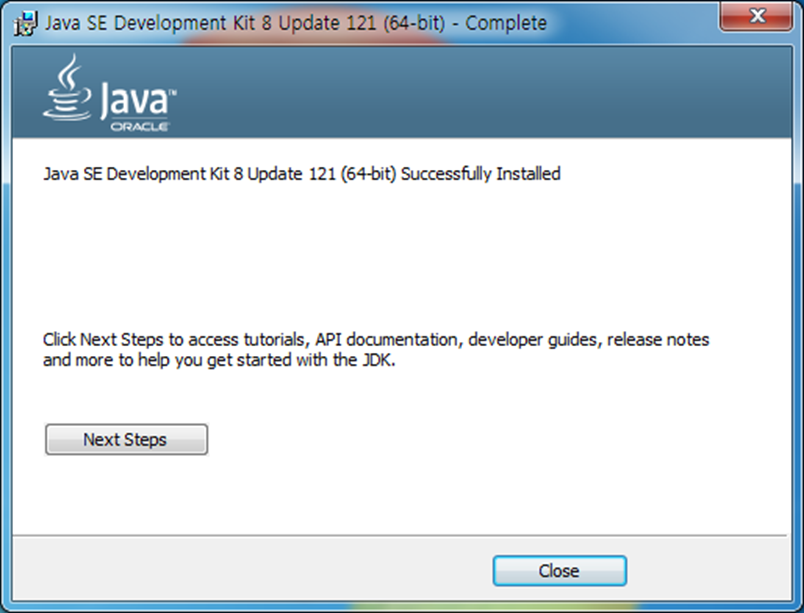 Java SE Development Kit 8 Update 121 (64-bit) - Complete
Java™
ORACLE
Java SE Development Kit 8 Update 121 (64-bit) Successfully Installed
Click Next Steps to access tutorials, API documentation, developer guides, release notes
and more to help you get started with the JDK.
Next Steps
Close